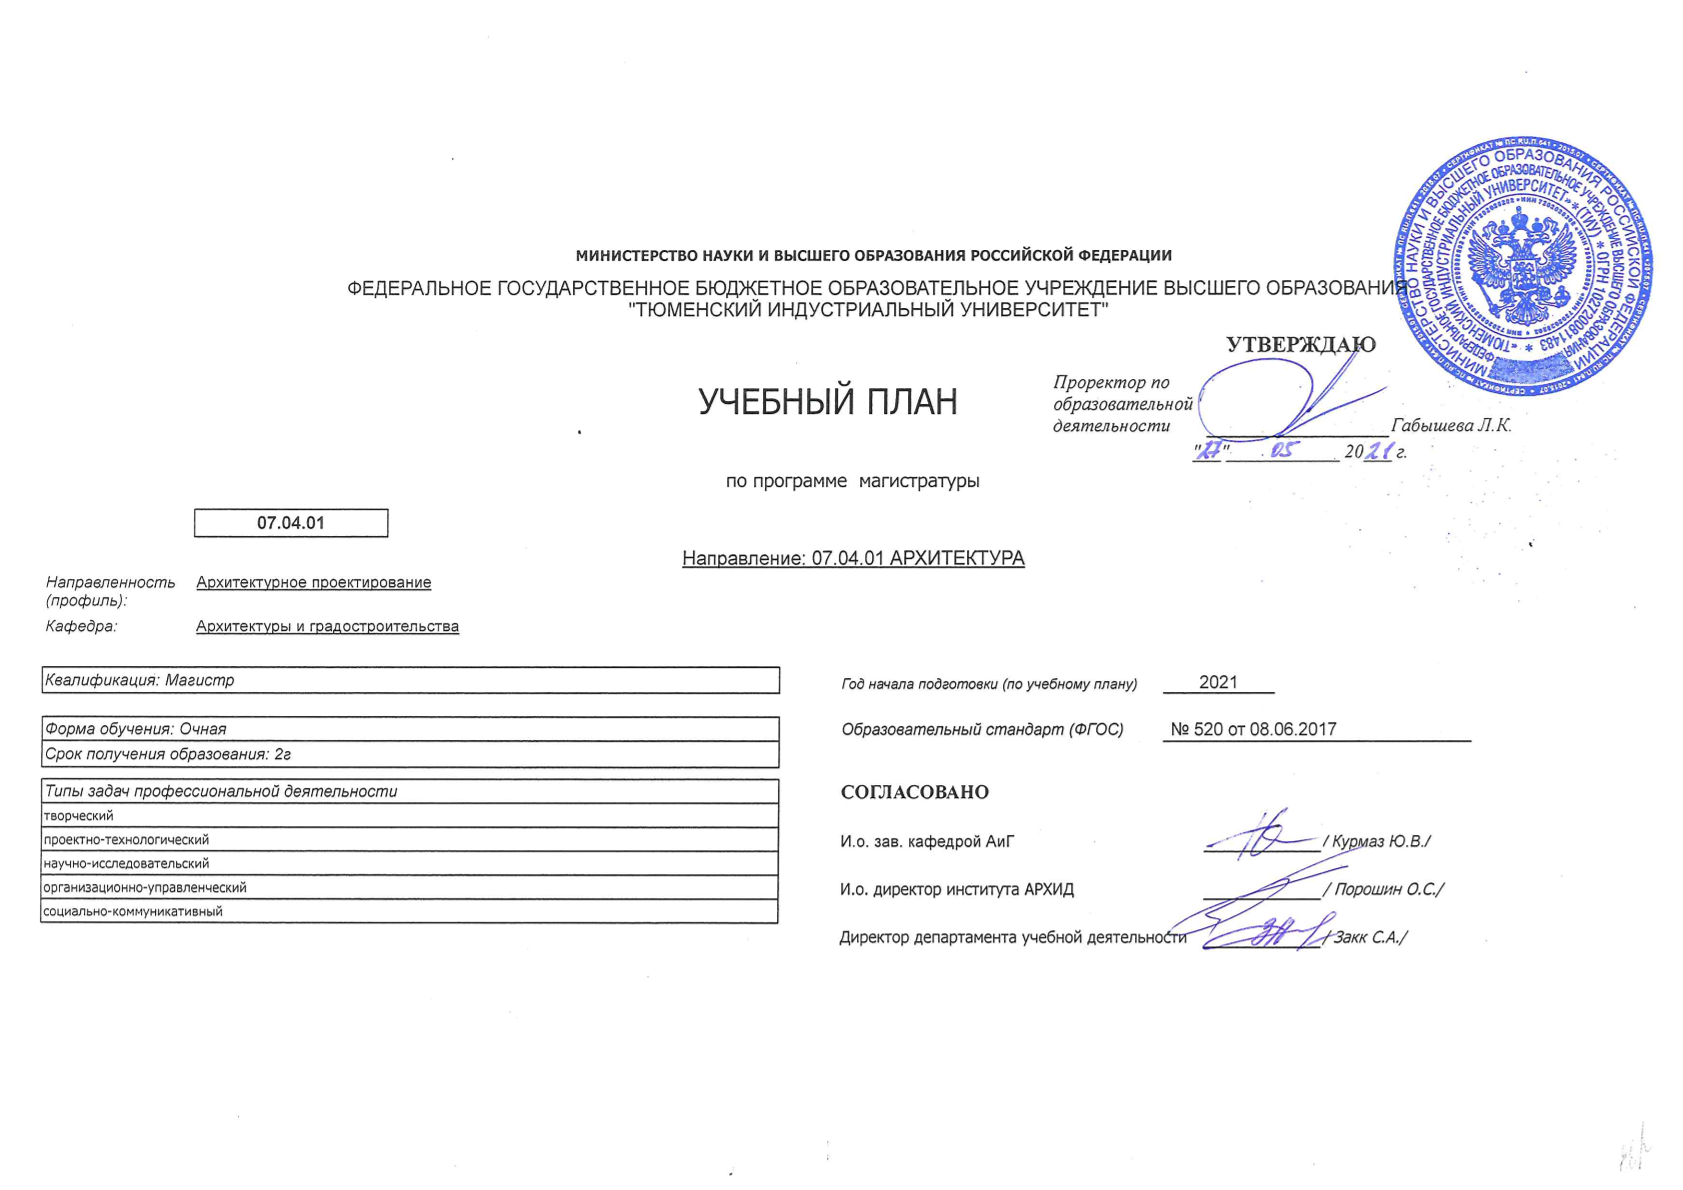 МИНИСТЕРСТВО НАУКИ И ВЫСШЕГО ОБРАЗОВАНИЯ РОССИЙСКОЙ ФЕДЕРАЦИИ
ФЕДЕРАЛЬНОЕ ГОСУДАРСТВЕННОЕ БЮДЖЕТНОЕ ОБРАЗОВАТЕЛЬНОЕ УЧРЕЖДЕНИЕ ВЫСШЕГО ОБРАЗОВАНИЯ
"ТЮМЕНСКИЙ ИНДУСТРИАЛЬНЫЙ УНИВЕРСИТЕТ"
МИНИСТЕРСТВО НАУКИ И ВЫСШЕГО ОБРАЗОВАНИЯ РОССИЙСКОЙ ФЕДЕРАЦИИ
ФЕДЕРАЛЬНОЕ ГОСУДАРСТВЕННОЕ БЮДЖЕТНОЕ ОБРАЗОВАТЕЛЬНОЕ УЧРЕЖДЕНИЕ ВЫСШЕГО ОБРАЗОВАНИЯ
«ТЮМЕНСКИЙ ИНДУСТРИАЛЬНЫЙ УНИВЕРСИТЕТ» * (ТИУ) * ОГРН 1027200811483 *
УТВЕРЖДАЮ
УЧЕБНЫЙ ПЛАН
Проректор по
образовательной
деятельности Габышева Л.К.
"27" 05 2021 г.
по программе магистратуры
07.04.01
Направление: 07.04.01 АРХИТЕКТУРА
Направленность Архитектурное проектирование
(профиль):
Кафедра: Архитектуры и градостроительства
Квалификация: Магистр
Год начала подготовки (по учебному плану) 2021
Форма обучения: Очная
Образовательный стандарт (ФГОС) № 520 от 08.06.2017
Срок получения образования: 2г
Типы задач профессиональной деятельности
творческий
проектно-технологический
научно-исследовательский
организационно-управленческий
социально-коммуникативный
СОГЛАСОВАНО
И.о. зав. кафедрой АиГ / Курмаз Ю.В./
И.о. директор института АРХИД / Порошин О.С./
Директор департамента учебной деятельности / Закк С.А./